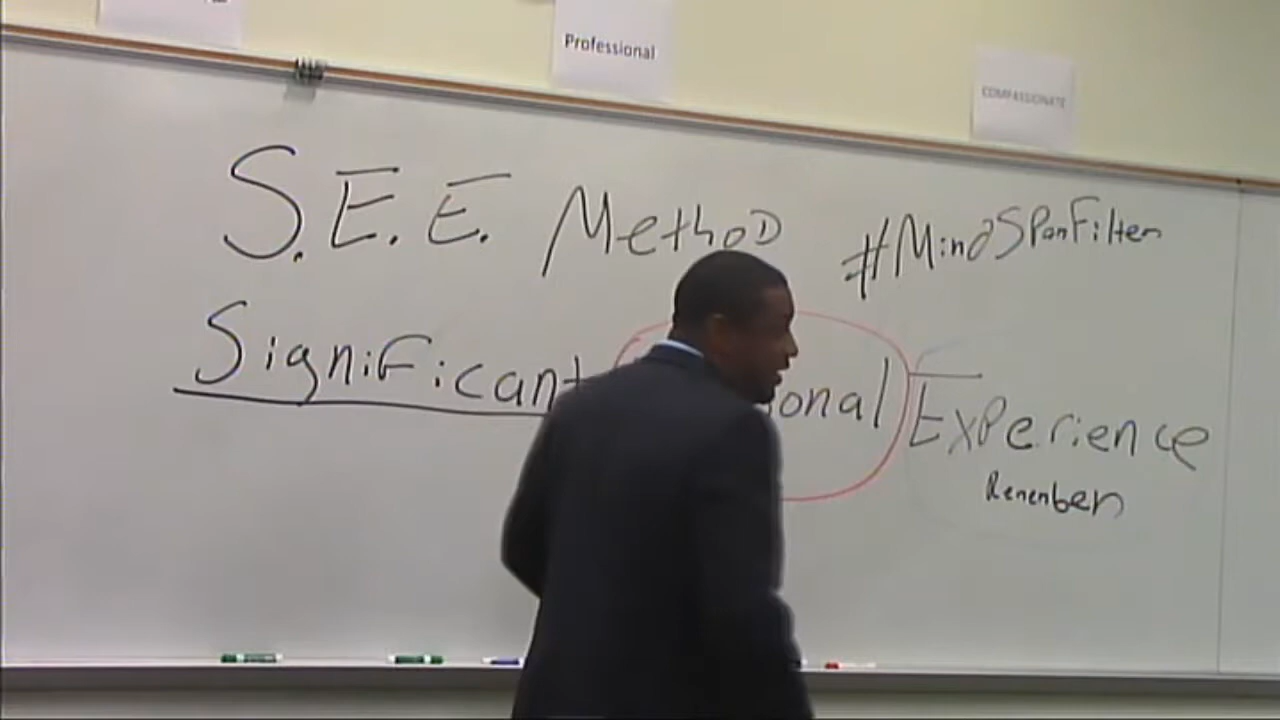 Professional
COMPASSIONATE
S.E.E. Method #MindSPanFilter
Significant onal Experience
Remember